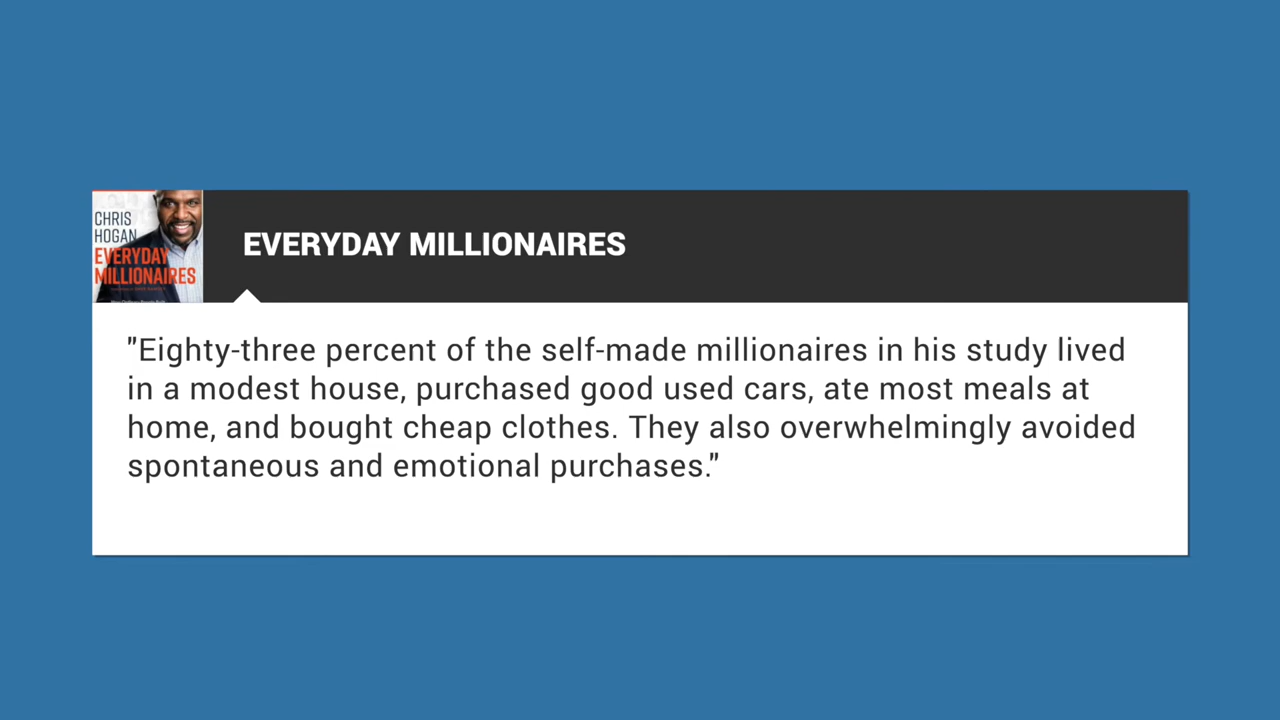 CHRIS
HOGAN
EVERYDAY
MILLIONAIRES
EVERYDAY MILLIONAIRES
"Eighty-three percent of the self-made millionaires in his study lived
in a modest house, purchased good used cars, ate most meals at
home, and bought cheap clothes. They also overwhelmingly avoided
spontaneous and emotional purchases."